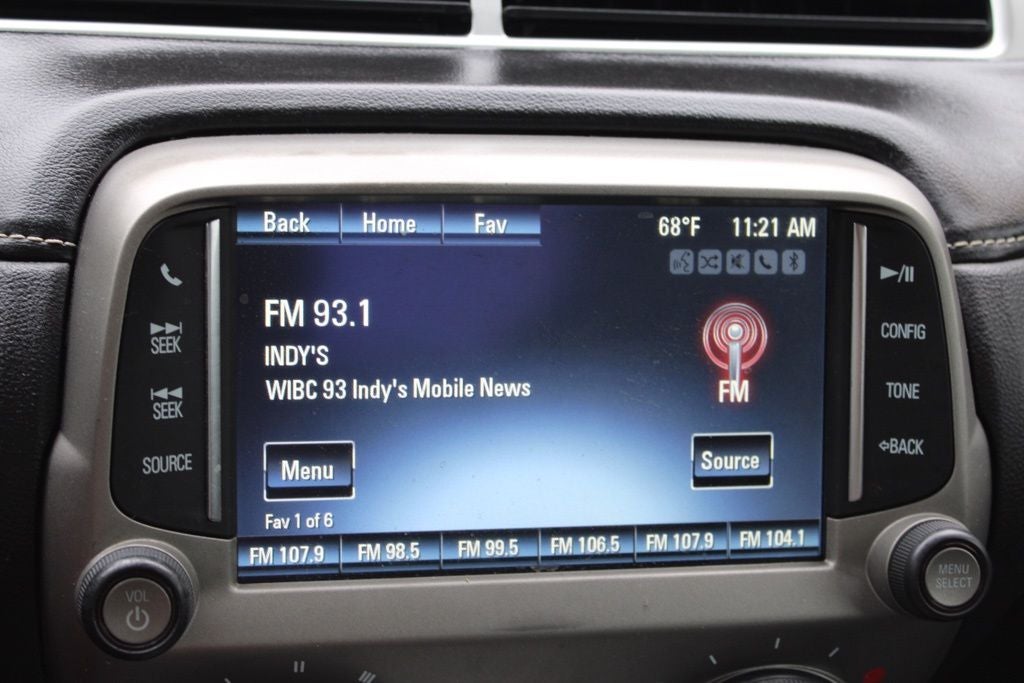 Back Home Fav 68°F 11:21 AM
FM 93.1
INDY'S
WIBC 93 Indy's Mobile News
FM
Menu Source
Fav 1 of 6
FM 107.9 FM 98.5 FM 99.5 FM 106.5 FM 107.9 FM 104.1
SEEK
SEEK
SOURCE
CONFIG
TONE
BACK
VOL
MENU
SELECT